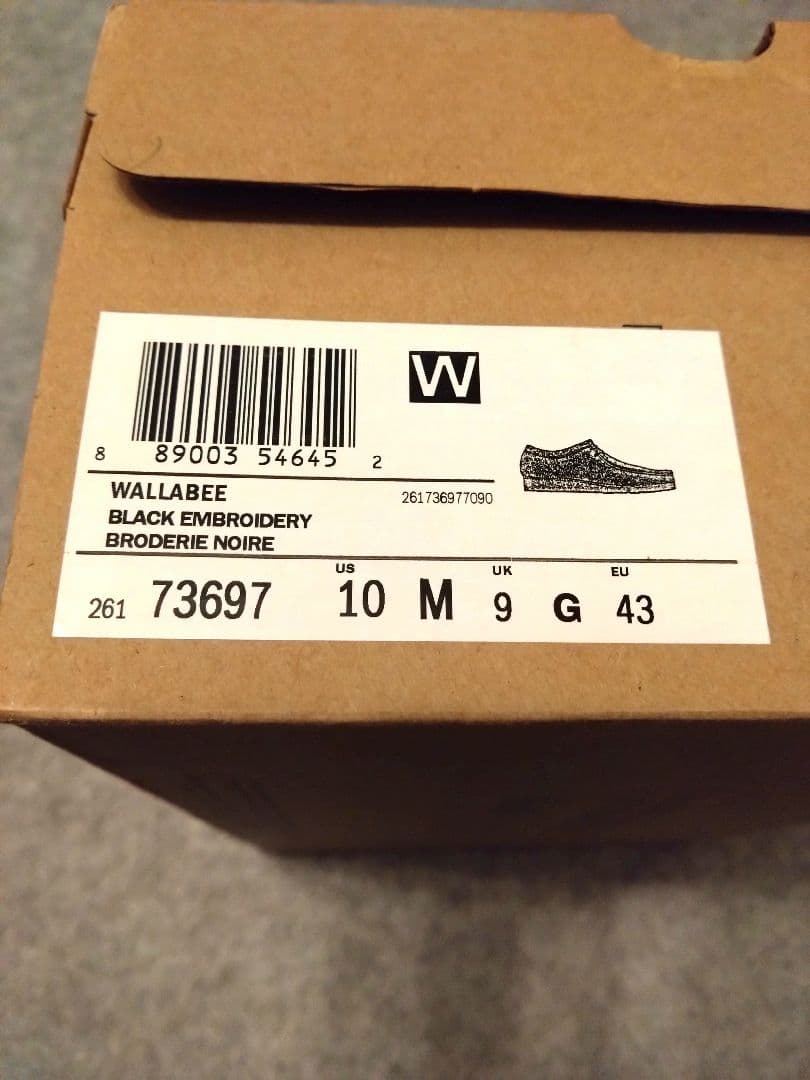 W
8 89003 54645 2
WALLABEE 261736977090
BLACK EMBROIDERY
BRODERIE NOIRE
US UK EU
261 73697 10 M 9 G 43